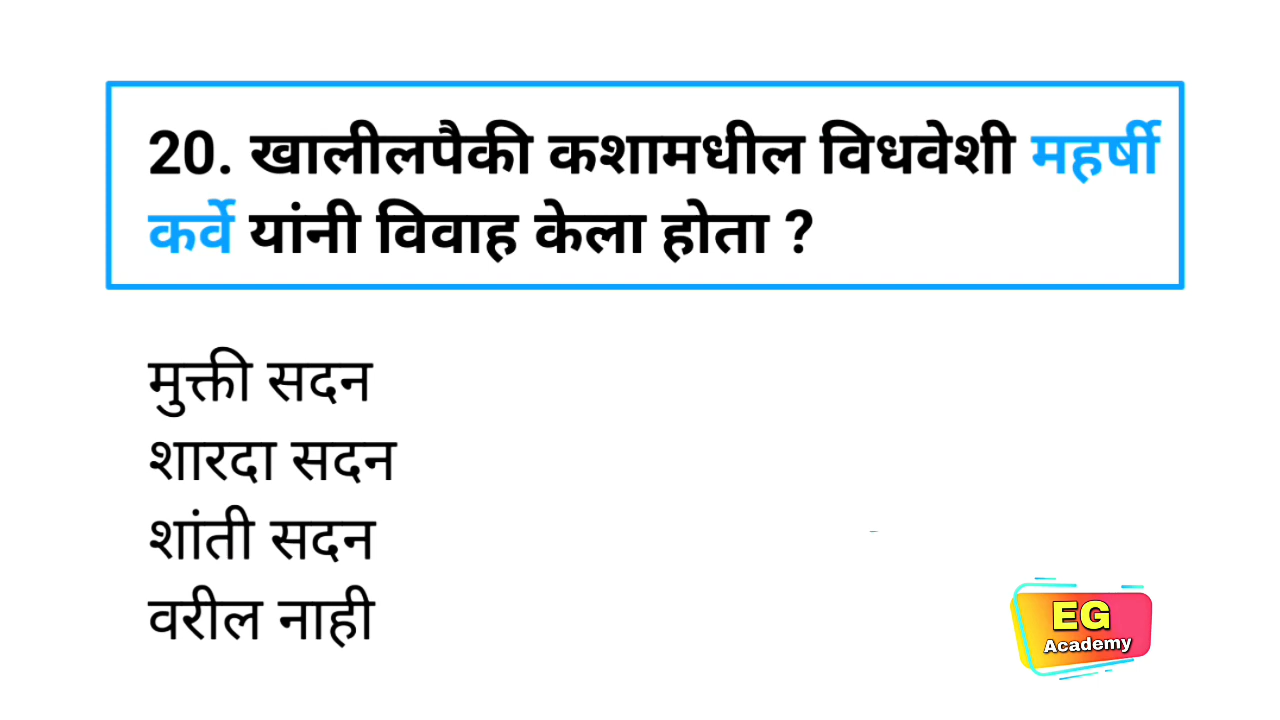 20. खालीलपैकी कशामधील विधवेशी महर्षी
कर्वे यांनी विवाह केला होता ?
मुक्ती सदन
शारदा सदन
शांती सदन
वरील नाही
EG
Academy